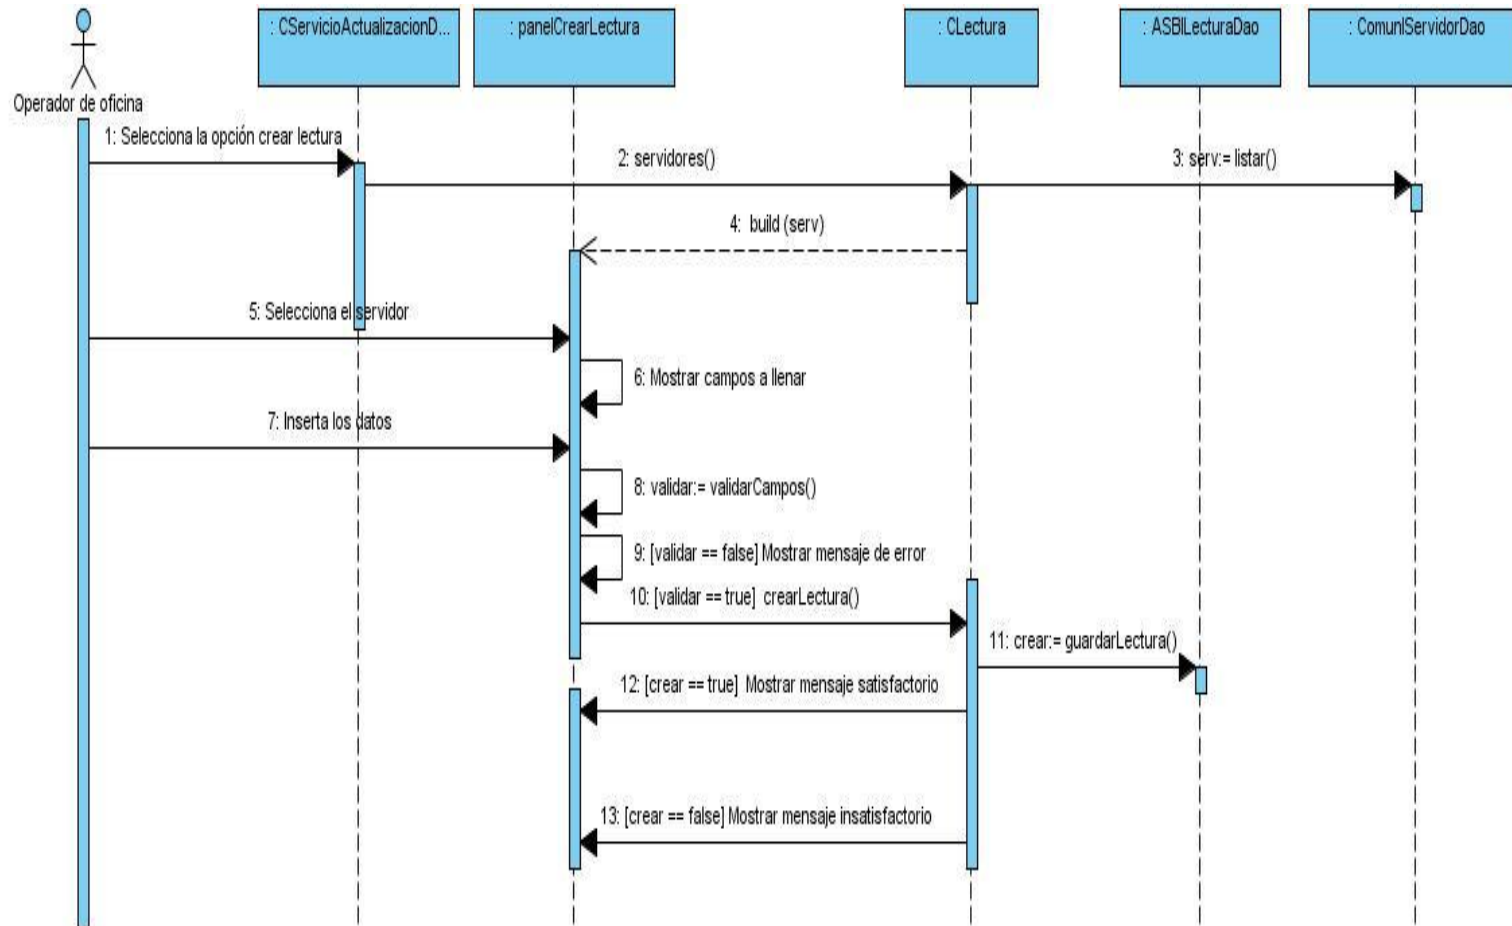 : CServicioActualizacionD...
: panelCrearLectura
: CLectura
: ASBILecturaDao
: ComunIServidorDao
Operador de oficina
1: Selecciona la opción crear lectura
2: servidores()
3: serv:= listar()
4: build (serv)
5: Selecciona el servidor
6: Mostrar campos a llenar
7: Inserta los datos
8: validar:= validarCampos()
9: [validar == false] Mostrar mensaje de error
10: [validar == true] crearLectura()
11: crear:= guardarLectura()
12: [crear == true] Mostrar mensaje satisfactorio
13: [crear == false] Mostrar mensaje insatisfactorio